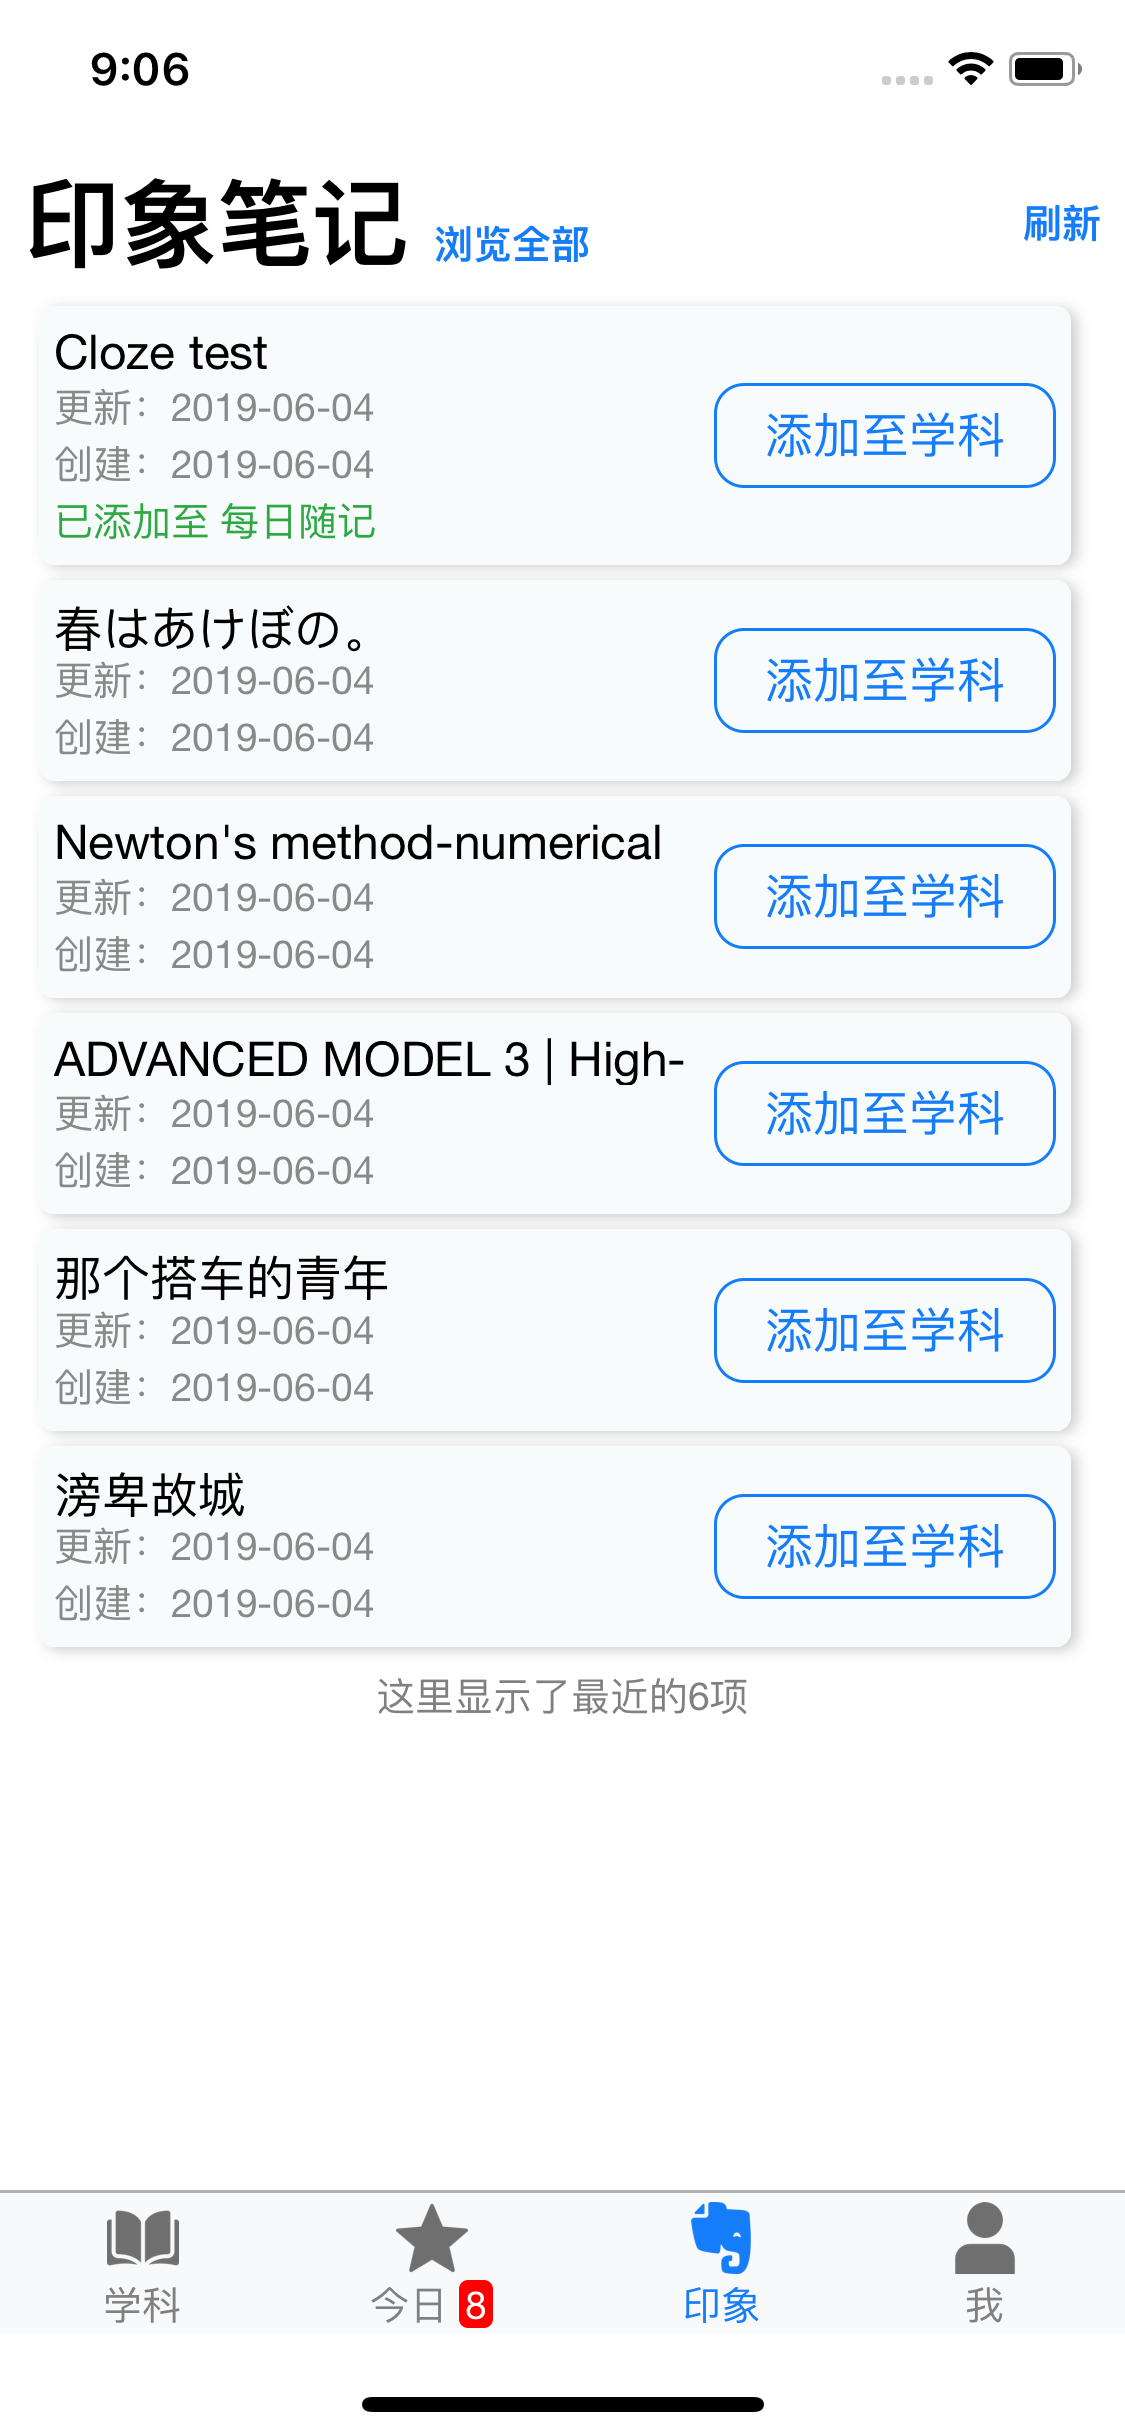 9:06
印象笔记 浏览全部
刷新
Cloze test
更新：2019-06-04
创建：2019-06-04
已添加至 每日随记
添加至学科
春はあけぼの。
更新：2019-06-04
创建：2019-06-04
添加至学科
Newton's method-numerical
更新：2019-06-04
创建：2019-06-04
添加至学科
ADVANCED MODEL 3 | High-
更新：2019-06-04
创建：2019-06-04
添加至学科
那个搭车的青年
更新：2019-06-04
创建：2019-06-04
添加至学科
滂卑故城
更新：2019-06-04
创建：2019-06-04
添加至学科
这里显示了最近的6项
学科
今日 8
印象
我